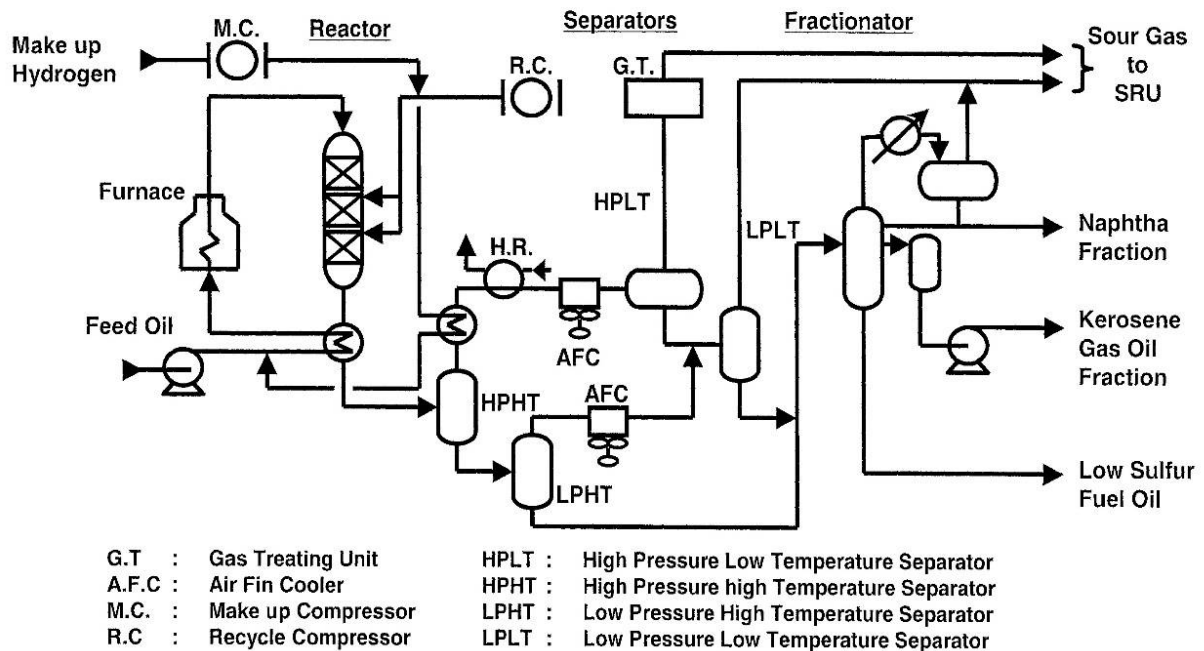 M.C.
Reactor
Separators
Fractionator
Make up
Hydrogen
R.C.
G.T.
Sour Gas
to
SRU
Furnace
HPLT
LPLT
H.R.
Naphtha
Fraction
Feed Oil
AFC
Kerosene
Gas Oil
Fraction
HPHT
AFC
LPHT
Low Sulfur
Fuel Oil
G.T : Gas Treating Unit
A.F.C : Air Fin Cooler
M.C. : Make up Compressor
R.C : Recycle Compressor
HPLT : High Pressure Low Temperature Separator
HPHT : High Pressure high Temperature Separator
LPHT : Low Pressure High Temperature Separator
LPLT : Low Pressure Low Temperature Separator